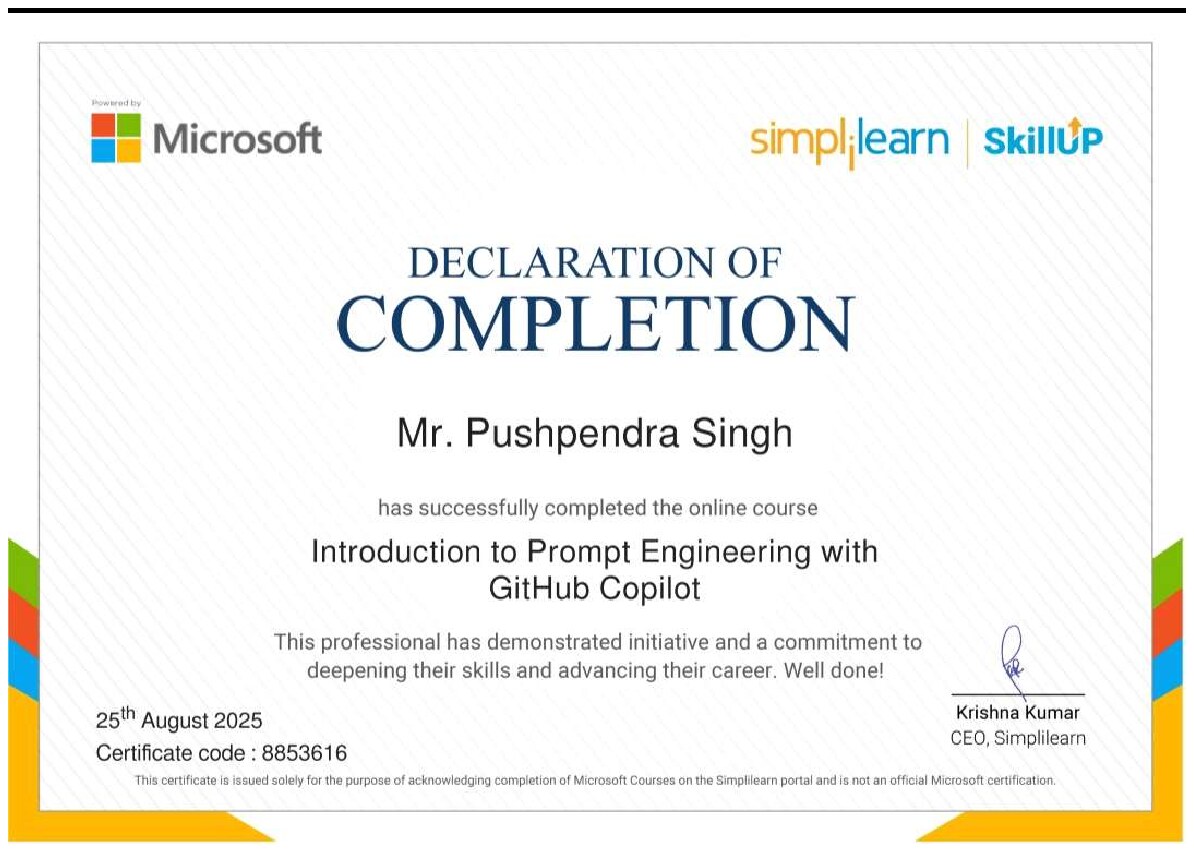 Powered by
Microsoft
simplilearn | SkillUP
DECLARATION OF
COMPLETION
Mr. Pushpendra Singh
has successfully completed the online course
Introduction to Prompt Engineering with
GitHub Copilot
This professional has demonstrated initiative and a commitment to
deepening their skills and advancing their career. Well done!
25th August 2025
Certificate code : 8853616
Krishna Kumar
CEO, Simplilearn
This certificate is issued solely for the purpose of acknowledging completion of Microsoft Courses on the Simplilearn portal and is not an official Microsoft certification.